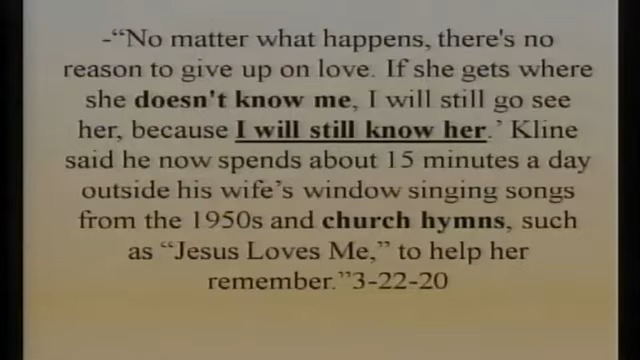 -“No matter what happens, there's no
reason to give up on love. If she gets where
she doesn't know me, I will still go see
her, because I will still know her.’ Kline
said he now spends about 15 minutes a day
outside his wife’s window singing songs
from the 1950s and church hymns, such
as “Jesus Loves Me,” to help her
remember.”3-22-20